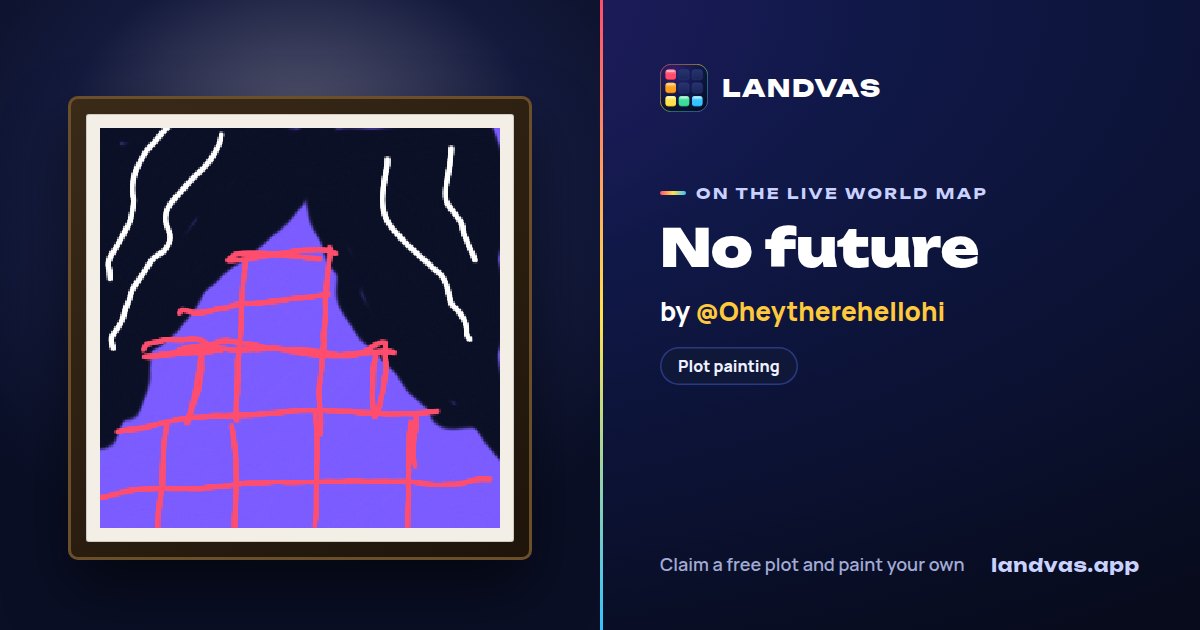 LANDVAS
ON THE LIVE WORLD MAP
No future
by @Oheytherehellohi
Plot painting
Claim a free plot and paint your own landvas.app